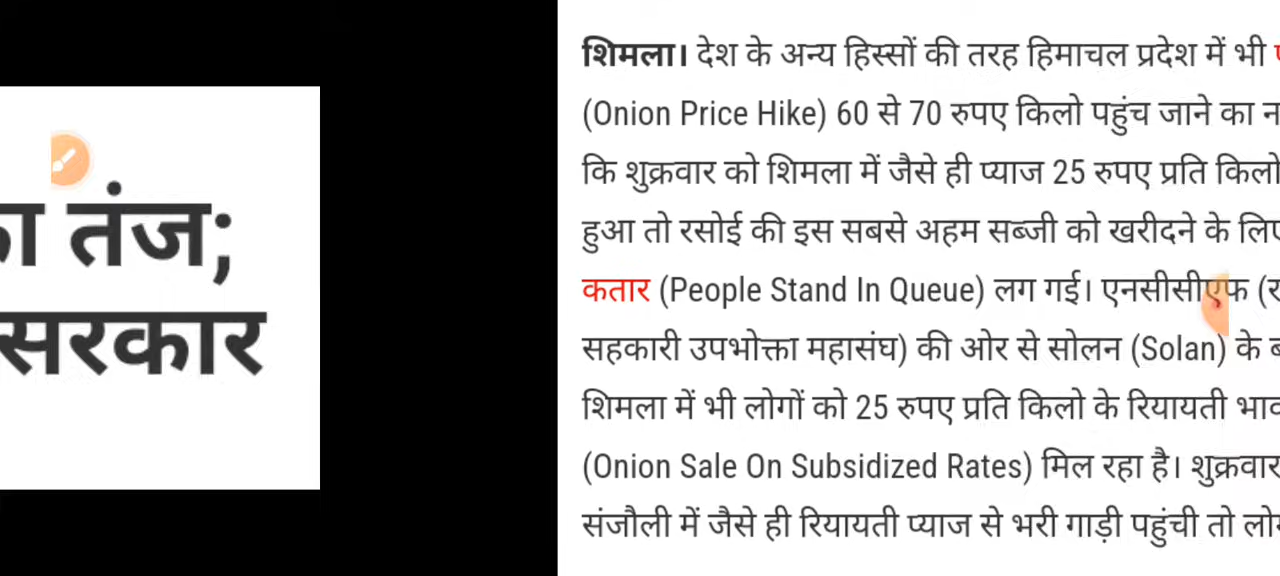 तंज;
सरकार
शिमला। देश के अन्य हिस्सों की तरह हिमाचल प्रदेश में भी
(Onion Price Hike) 60 से 70 रुपए किलो पहुंच जाने का
कि शुक्रवार को शिमला में जैसे ही प्याज 25 रुपए प्रति किलो
हुआ तो रसोई की इस सबसे अहम सब्जी को खरीदने के
कतार (People Stand In Queue) लग गई। एनसीसीएफ
सहकारी उपभोक्ता महासंघ) की ओर से सोलन (Solan) के
शिमला में भी लोगों को 25 रुपए प्रति किलो के रियायती
(Onion Sale On Subsidized Rates) मिल रहा है। शुक्रवार
संजौली में जैसे ही रियायती प्याज से भरी गाड़ी पहुंची तो